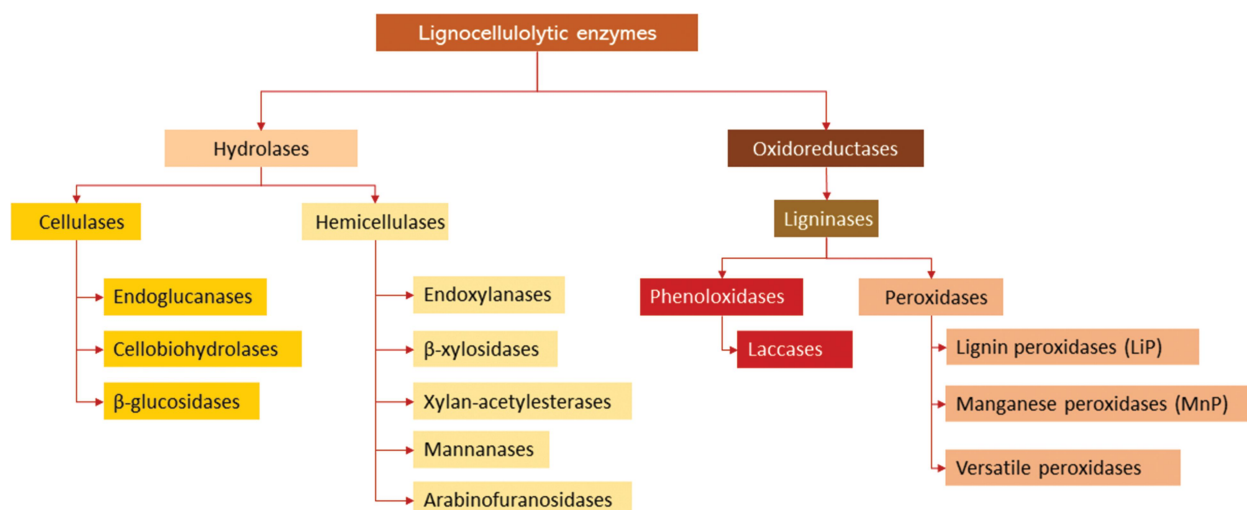 Lignocellulolytic enzymes
Hydrolases
Oxidoreductases
Cellulases
Hemicellulases
Ligninases
Endoglucanases
Cellobiohydrolases
β-glucosidases
Endoxylanases
β-xylosidases
Xylan-acetylesterases
Mannanases
Arabinofuranosidases
Phenoloxidases
Laccases
Peroxidases
Lignin peroxidases (LiP)
Manganese peroxidases (MnP)
Versatile peroxidases